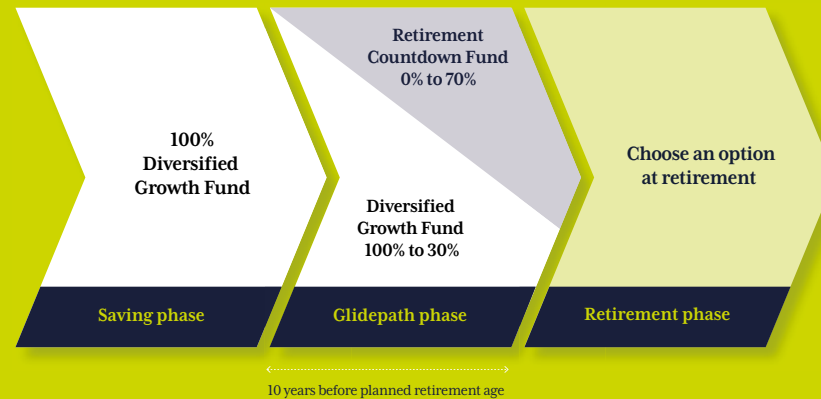 100%
Diversified
Growth Fund
Saving phase
Retirement
Countdown Fund
0% to 70%
Diversified
Growth Fund
100% to 30%
Glidepath phase
Choose an option
at retirement
Retirement phase
10 years before planned retirement age